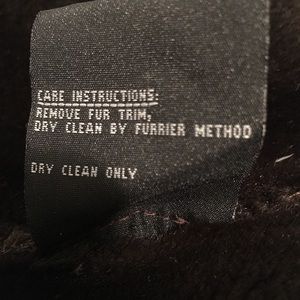 CARE INSTRUCTIONS:
REMOVE FUR TRIM,
DRY CLEAN BY FURRIER METHOD
DRY CLEAN ONLY